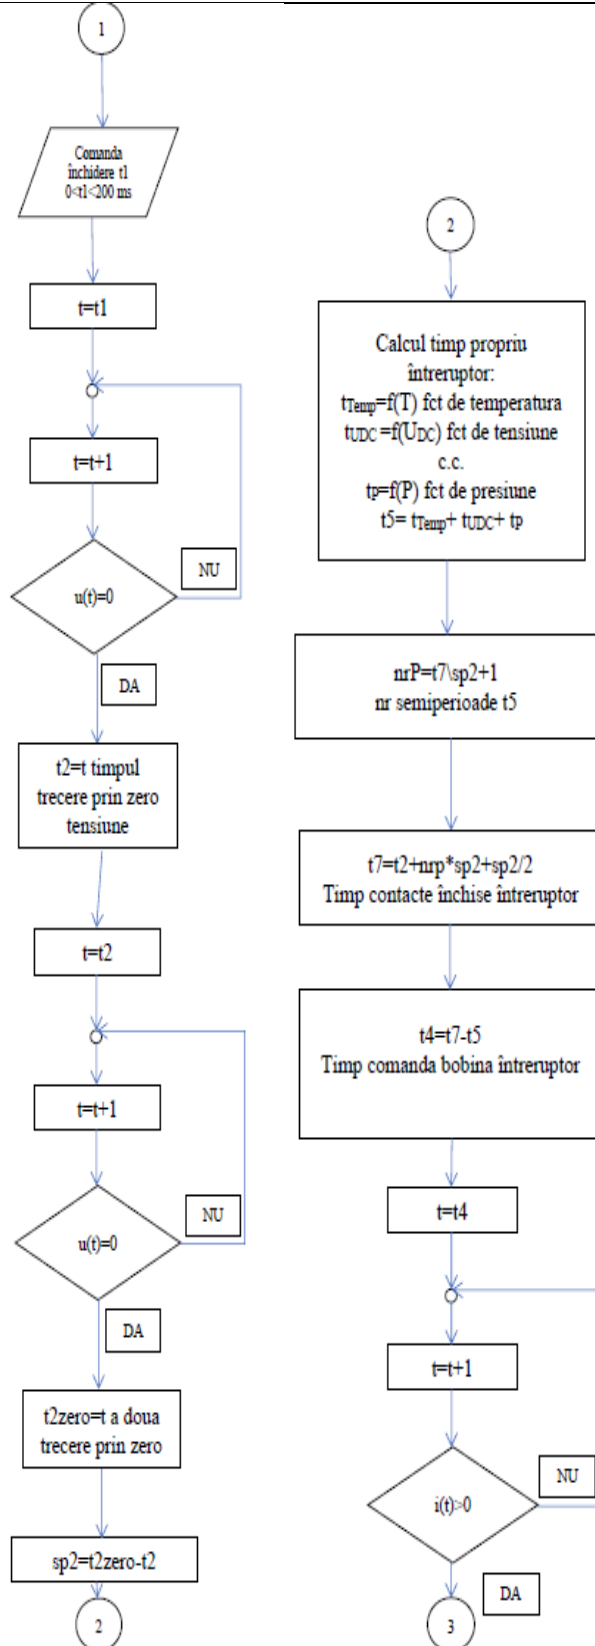 1
Comanda
închidere t1
0<t1<200 ms
t=t1
t=t+1
u(t)=0
NU
DA
t2=t timpul
trecere prin zero
tensiune
t=t2
t=t+1
u(t)=0
NU
DA
t2zero=t a doua
trecere prin zero
sp2=t2zero-t2
2
2
Calcul timp propriu
întreruptor:
tTemp=f(T) fct de temperatura
tUDC =f(UDC) fct de tensiune
c.c.
tP=f(P) fct de presiune
t5= tTemp+ tUDC+ tP
nrP=t7\sp2+1
nr semiperioade t5
t7=t2+nrp*sp2+sp2/2
Timp contacte închise întreruptor
t4=t7-t5
Timp comanda bobina întreruptor
t=t4
t=t+1
i(t)>0
NU
DA
3